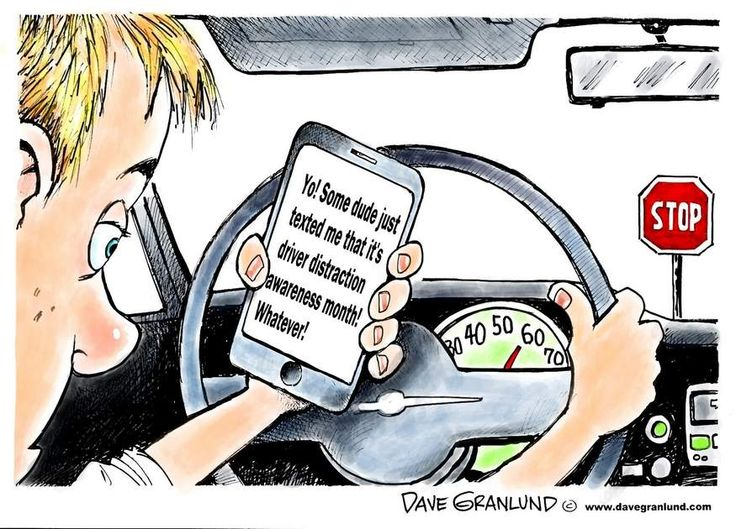 Yo! Some dude just
texted me that it's
driver distraction
awareness month!
Whatever!
STOP
30 40 50 60 70
DAVE GRANLUND © www.davegranlund.com